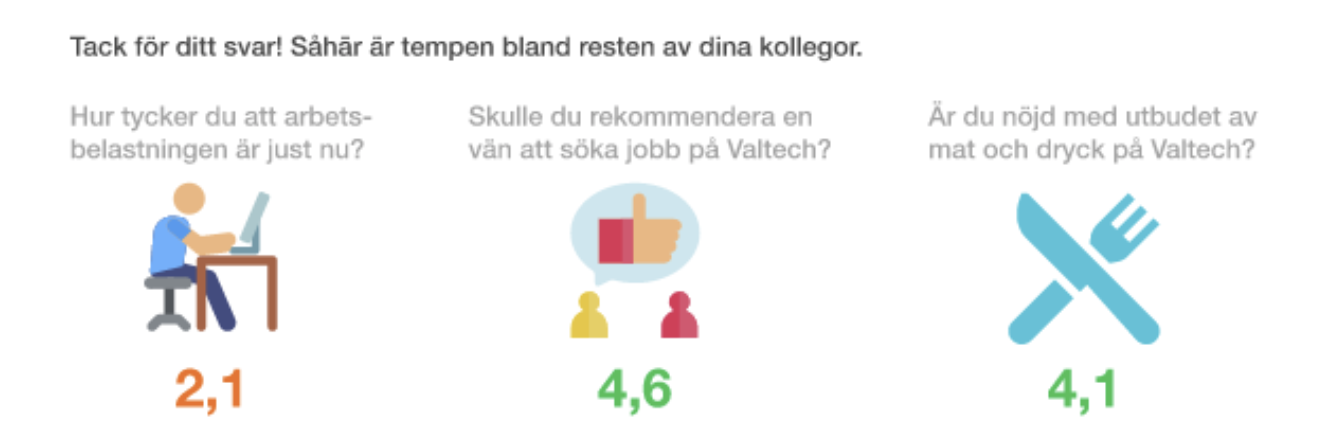 Tack för ditt svar! Såhär är tempen bland resten av dina kollegor.
Hur tycker du att arbets-
belastningen är just nu?
Skulle du rekommendera en
vän att söka jobb på Valtech?
Är du nöjd med utbudet av
mat och dryck på Valtech?
2,1
4,6
4,1